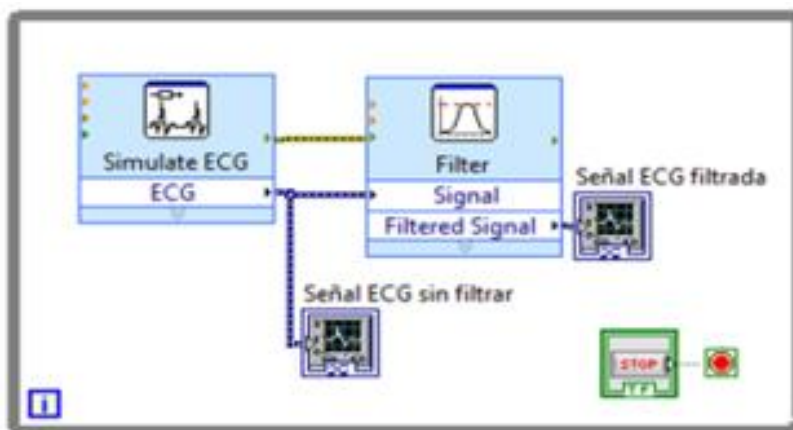 Simulate ECG
ECG
Filter
Signal
Filtered Signal
Señal ECG filtrada
Señal ECG sin filtrar
STOP
TF
i